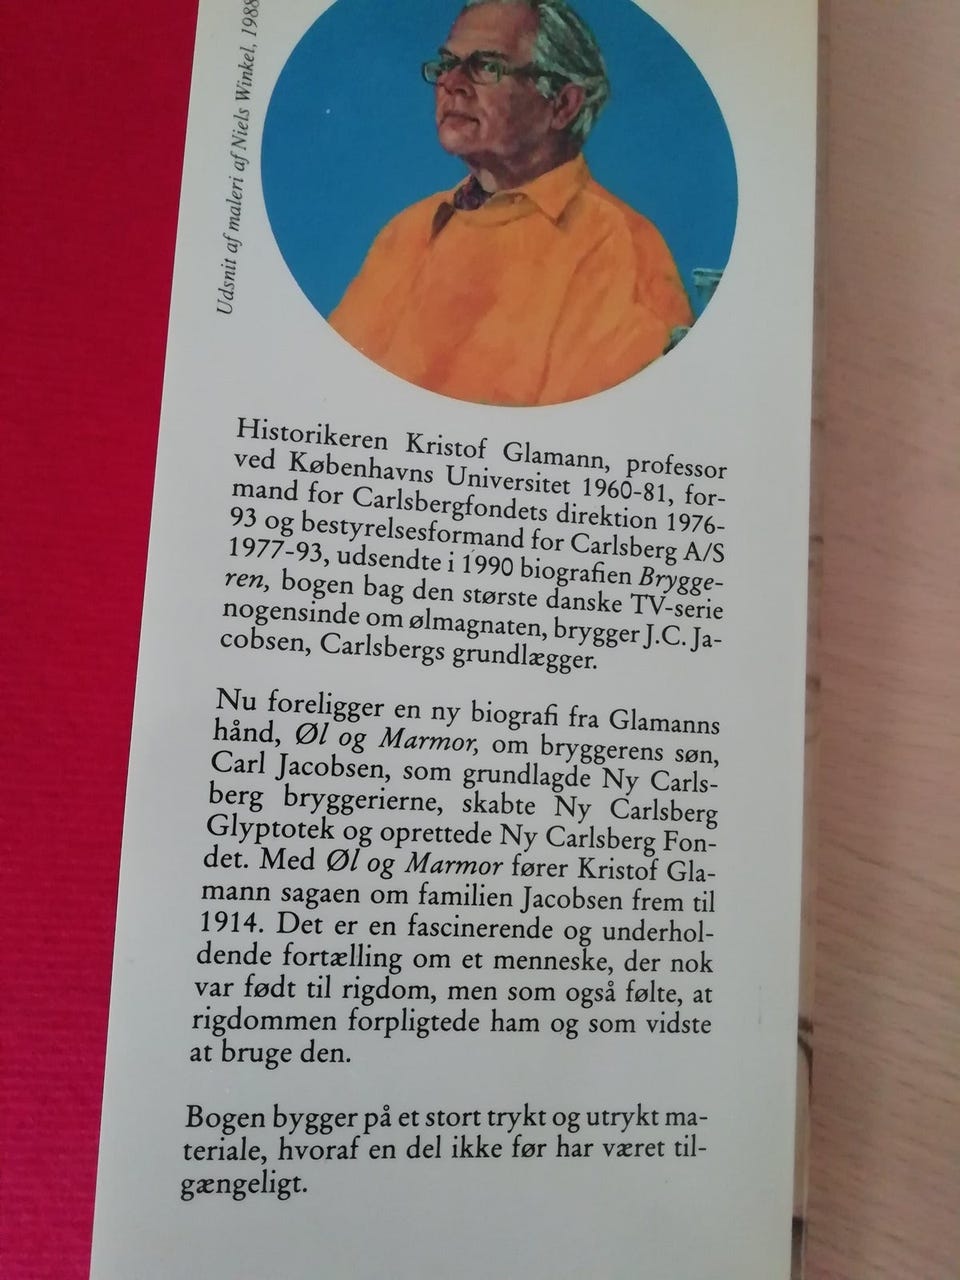 Udsnit af maleri af Niels Winkel, 1988
Historikeren Kristof Glamann, professor
ved Københavns Universitet 1960-81, for-
mand for Carlsbergfondets direktion 1976-
93 og bestyrelsesformand for Carlsberg A/S
1977-93, udsendte i 1990 biografien Brygge-
ren, bogen bag den største danske TV-serie
nogensinde om ølmagnaten, brygger J.C. Ja-
cobsen, Carlsbergs grundlægger.
Nu foreligger en ny biografi fra Glamanns
hånd, Øl og Marmor, om bryggerens søn,
Carl Jacobsen, som grundlagde Ny Carls-
berg bryggerierne, skabte Ny Carlsberg
Glyptotek og oprettede Ny Carlsberg Fon-
det. Med Øl og Marmor fører Kristof Gla-
mann sagaen om familien Jacobsen frem til
1914. Det er en fascinerende og underhol-
dende fortælling om et menneske, der nok
var født til rigdom, men som også følte, at
rigdommen forpligtede ham og som vidste
at bruge den.
Bogen bygger på et stort trykt og utrykt ma-
teriale, hvoraf en del ikke før har været til-
gængeligt.